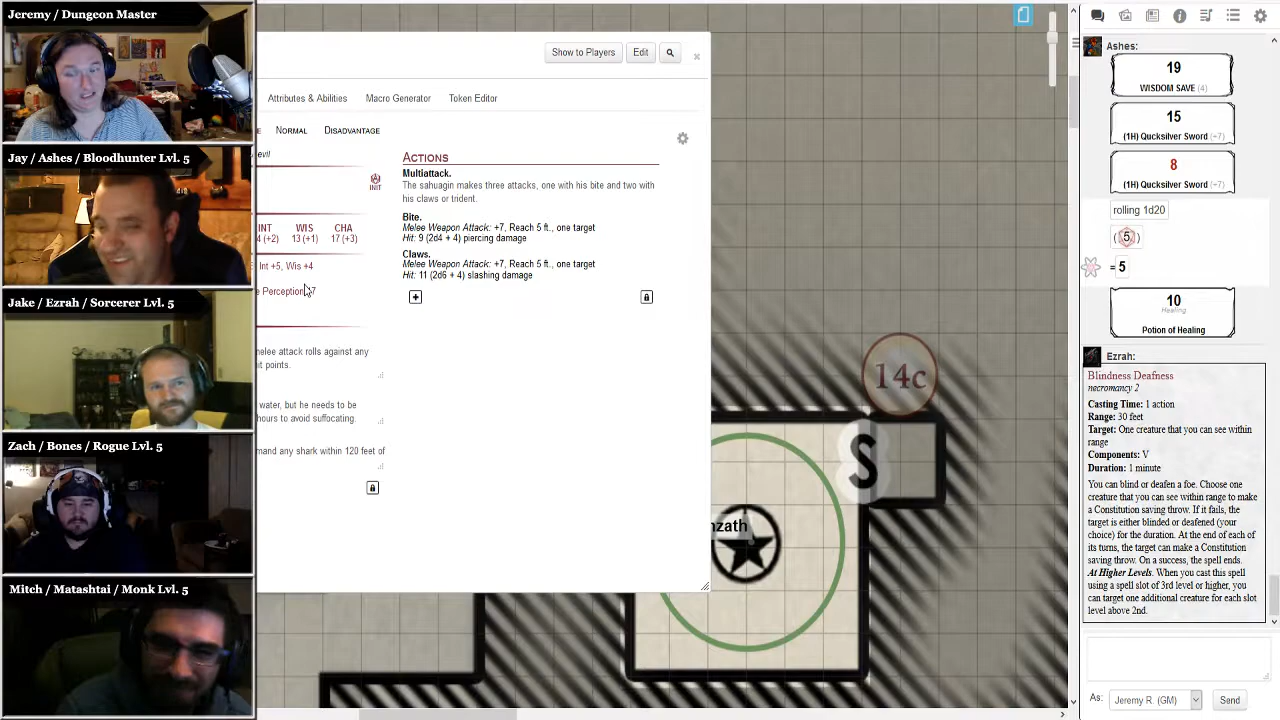 Jeremy / Dungeon Master
Jay / Ashes / Bloodhunter Lvl. 5
Jake / Ezrah / Sorcerer Lvl. 5
Zach / Bones / Rogue Lvl. 5
Mitch / Matashtai / Monk Lvl. 5
Show to Players
Edit
Attributes & Abilities
Macro Generator
Token Editor
NORMAL
DISADVANTAGE
evil
INIT
INT
WIS
CHA
4 (+2)
13 (+1)
17 (+3)
Int +5, Wis +4
e Perception 7
melee attack rolls against any
it points.
water, but he needs to be
hours to avoid suffocating.
mand any shark within 120 feet of
ACTIONS
Multiattack.
The sahuagin makes three attacks, one with his bite and two with
his claws or trident.
Bite.
Melee Weapon Attack: +7, Reach 5 ft., one target
Hit: 9 (2d4 + 4) piercing damage
Claws.
Melee Weapon Attack: +7, Reach 5 ft., one target
Hit: 11 (2d6 + 4) slashing damage
14c
S
nzath
Ashes:
19
WISDOM SAVE (4)
15
(1H) Quicksilver Sword (+7)
8
(1H) Quicksilver Sword (+7)
rolling 1d20
(5)
=5
10
Healing
Potion of Healing
Ezrah:
Blindness Deafness
necromancy 2
Casting Time: 1 action
Range: 30 feet
Target: One creature that you can see within
range
Components: V
Duration: 1 minute
You can blind or deafen a foe. Choose one
creature that you can see within range to make
a Constitution saving throw. If it fails, the
target is either blinded or deafened (your
choice) for the duration. At the end of each of
its turns, the target can make a Constitution
saving throw. On a success, the spell ends.
At Higher Levels. When you cast this spell
using a spell slot of 3rd level or higher, you
can target one additional creature for each slot
level above 2nd.
As:
Jeremy R. (GM)
Send